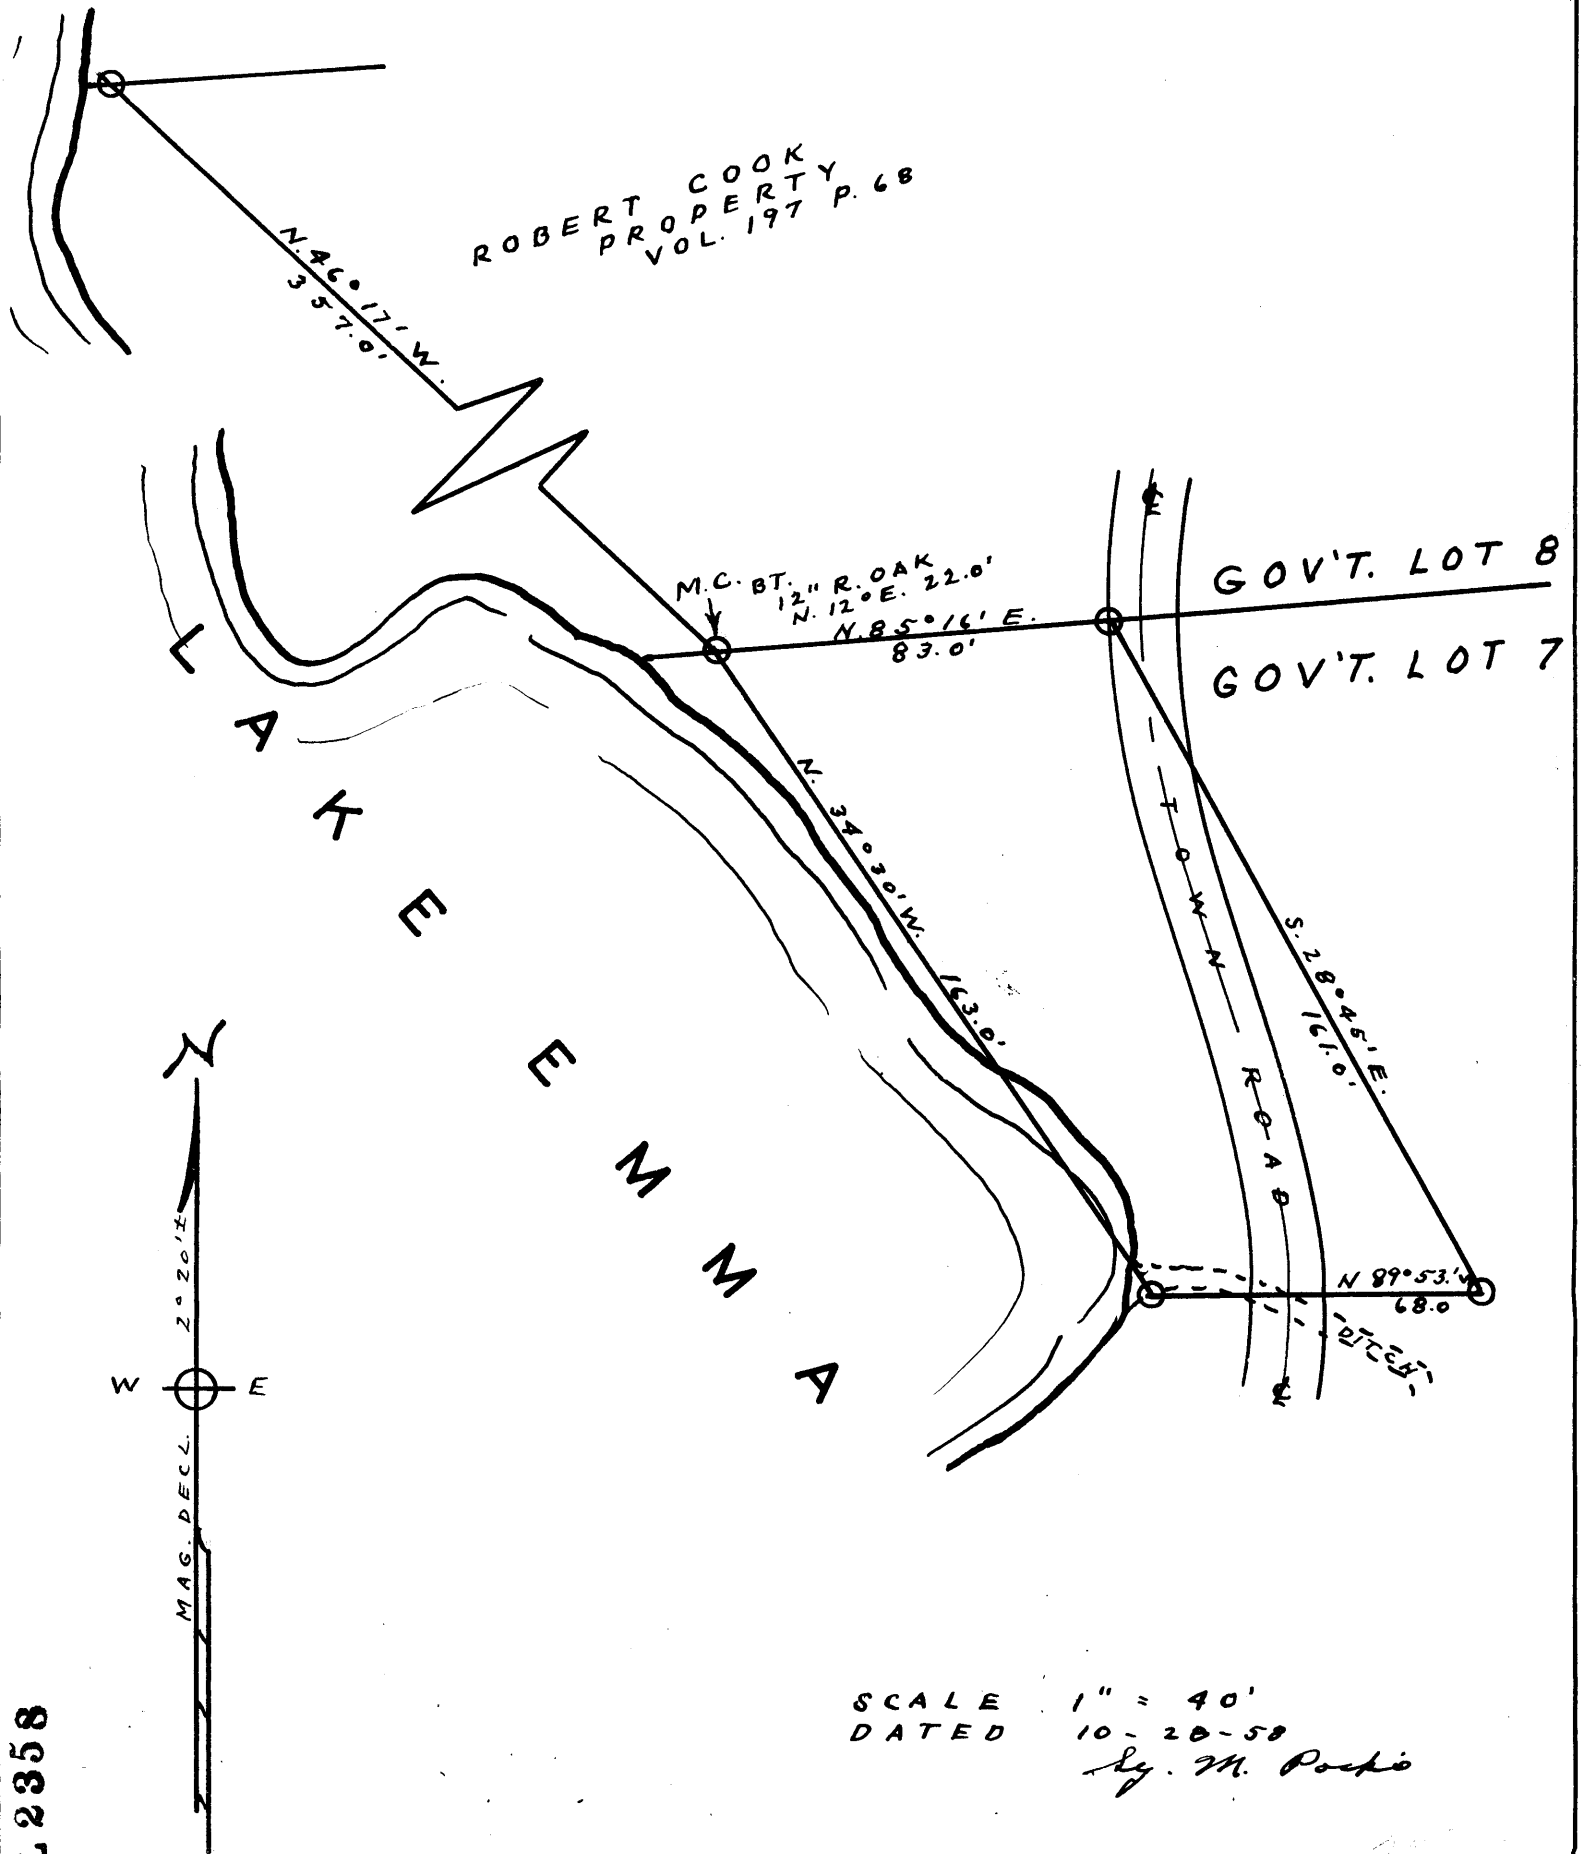 ROBERT COOK
PROPERTY
VOL. 197 P. 68
N. 46° 17' W.
357.0'
M.C. BT.
12" R. OAK
N. 12° E. 22.0'
N. 85° 16' E.
83.0'
℄
GOV'T. LOT 8
GOV'T. LOT 7
LAKE EMMA
N. 34° 30' W. 163.0'
TOWN ROAD
S. 28° 45' E.
161.0'
N 89° 53.' W
68.0
DITCH
℄
N
2° 20' ±
W E
MAG. DECL.
SCALE 1" = 40'
DATED 10-28-58
2358